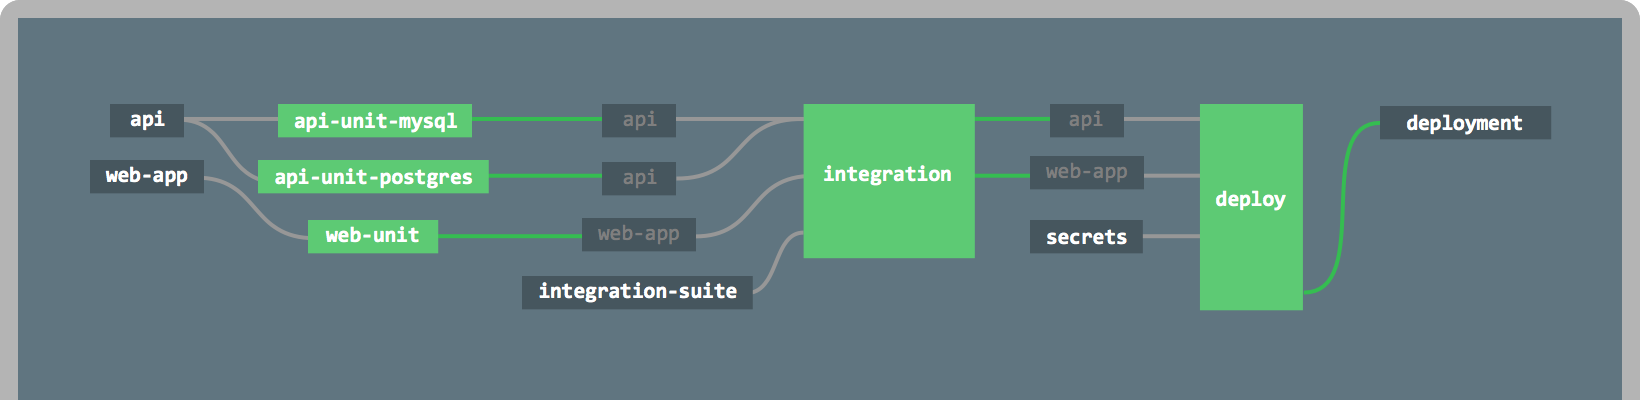 api
web-app
api-unit-mysql
api-unit-postgres
web-unit
api
api
web-app
integration-suite
integration
api
web-app
secrets
deploy
deployment